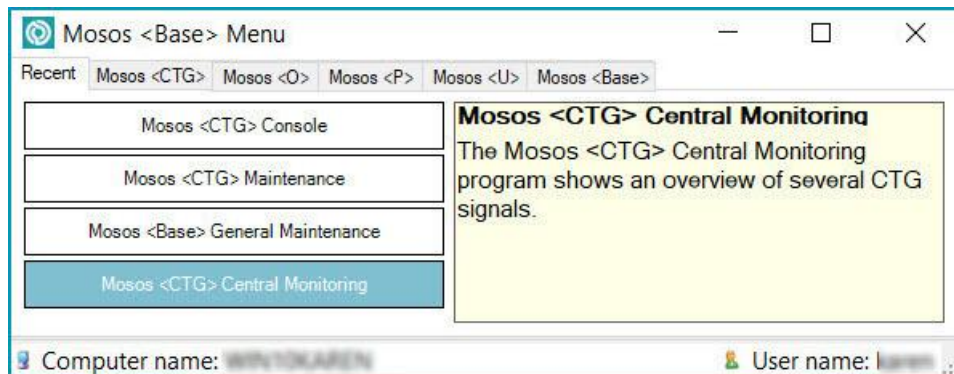 Mosos <Base> Menu
Recent Mosos <CTG> Mosos <O> Mosos <P> Mosos <U> Mosos <Base>
Mosos <CTG> Console
Mosos <CTG> Maintenance
Mosos <Base> General Maintenance
Mosos <CTG> Central Monitoring
Mosos <CTG> Central Monitoring
The Mosos <CTG> Central Monitoring
program shows an overview of several CTG
signals.
Computer name:
User name: